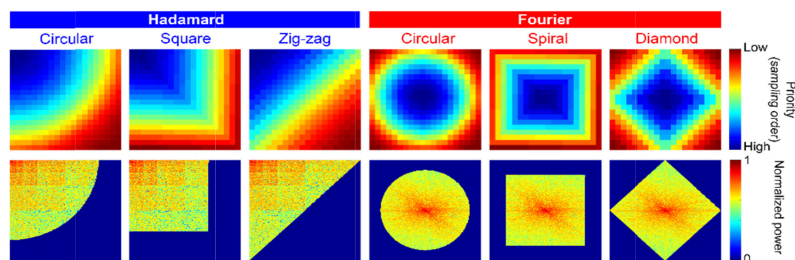 Hadamard
Fourier
Circular
Square
Zig-zag
Circular
Spiral
Diamond
Low
Priority
(sampling order)
High
1
Normalized power
0